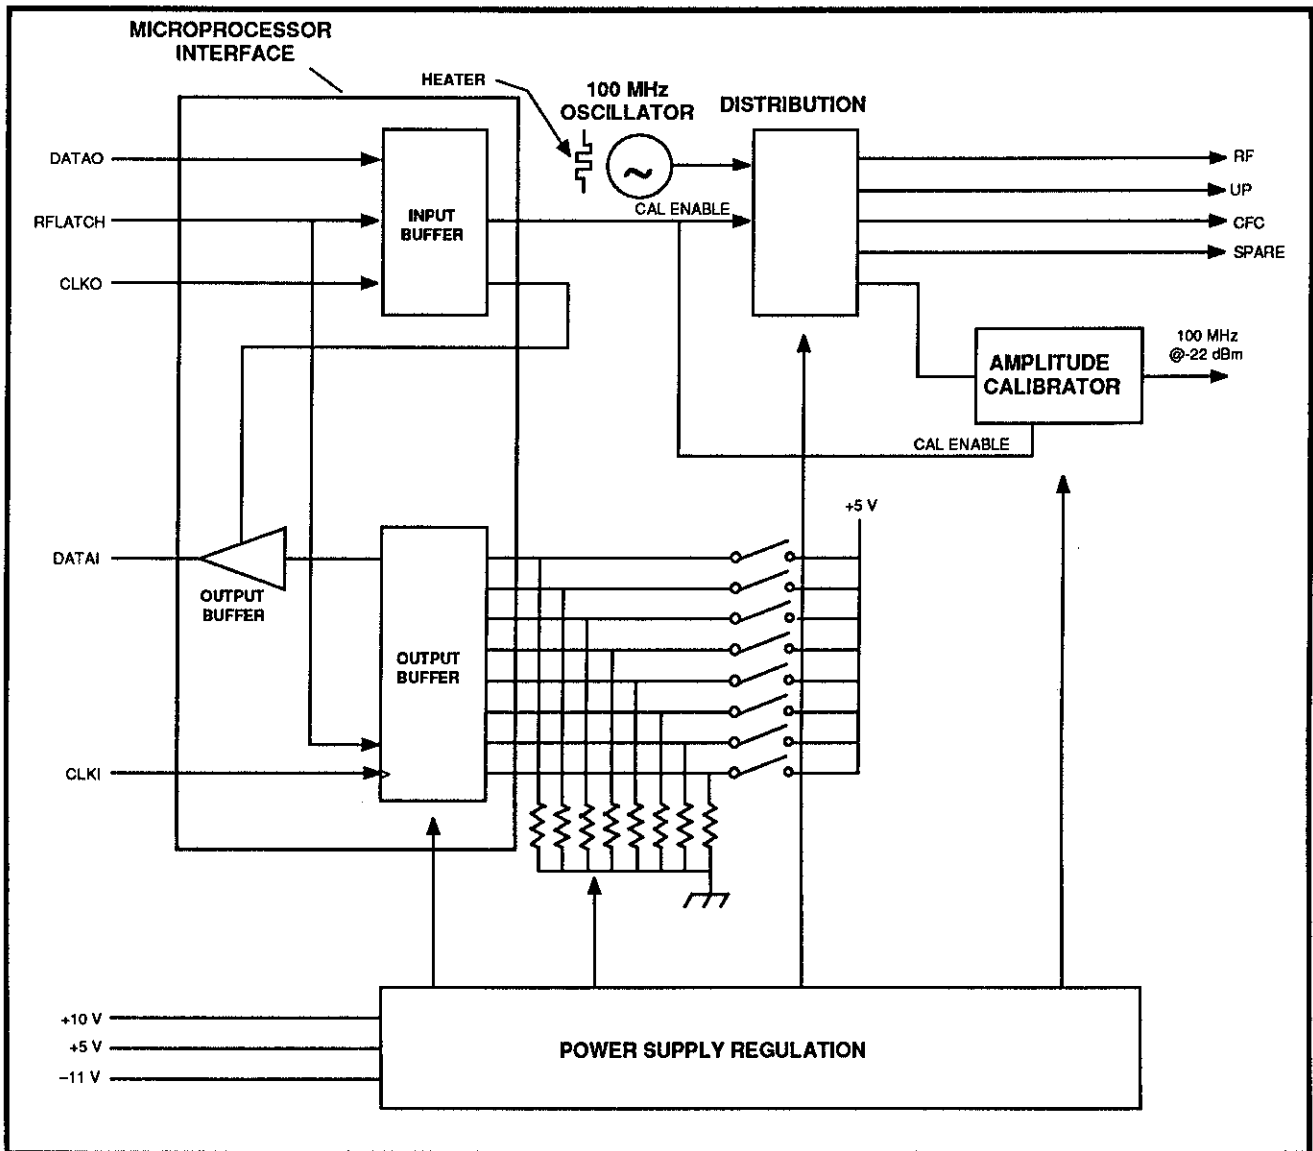 MICROPROCESSOR
INTERFACE
HEATER
100 MHz
OSCILLATOR
DISTRIBUTION
DATAO
RFLATCH
CLKO
INPUT
BUFFER
CAL ENABLE
RF
UP
CFC
SPARE
AMPLITUDE
CALIBRATOR
100 MHz
@-22 dBm
CAL ENABLE
+5 V
DATAI
OUTPUT
BUFFER
OUTPUT
BUFFER
CLKI
+10 V
+5 V
–11 V
POWER SUPPLY REGULATION